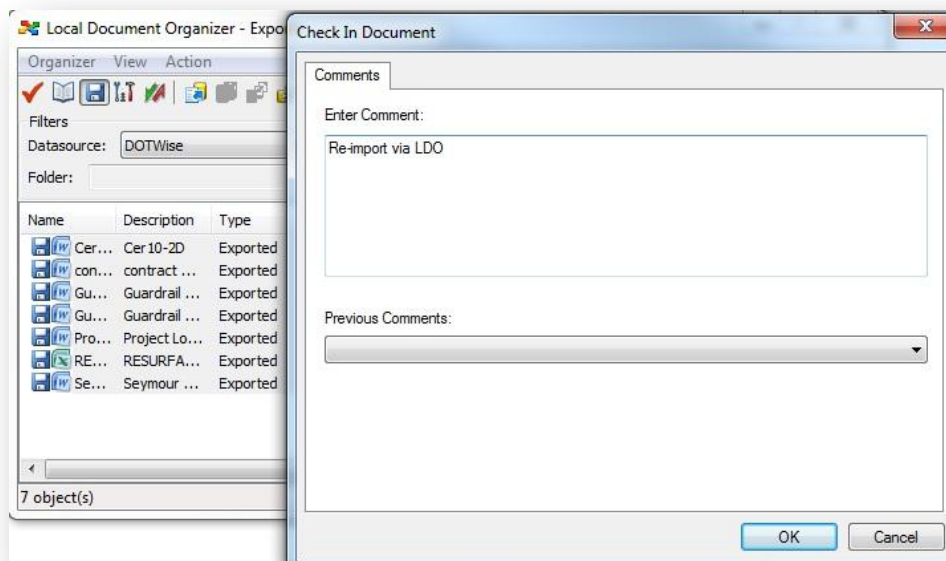 Local Document Organizer - Expo
Organizer View Action
Filters
Datasource: DOTWise
Folder:
Name Description Type
Cer... Cer10-2D Exported
con... contract ... Exported
Gu... Guardrail ... Exported
Gu... Guardrail ... Exported
Pro... Project Lo... Exported
RE... RESURFA... Exported
Se... Seymour ... Exported
7 object(s)
Check In Document
Comments
Enter Comment:
Re-import via LDO
Previous Comments:
OK Cancel